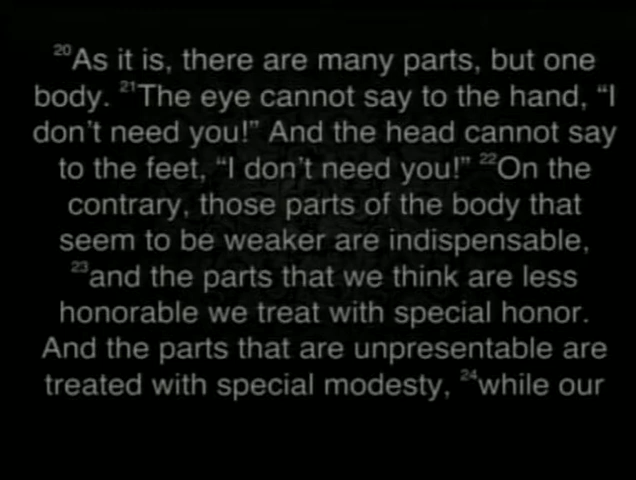 ²⁰As it is, there are many parts, but one
body. ²¹The eye cannot say to the hand, “I
don’t need you!” And the head cannot say
to the feet, “I don’t need you!” ²²On the
contrary, those parts of the body that
seem to be weaker are indispensable,
²³and the parts that we think are less
honorable we treat with special honor.
And the parts that are unpresentable are
treated with special modesty, ²⁴while our